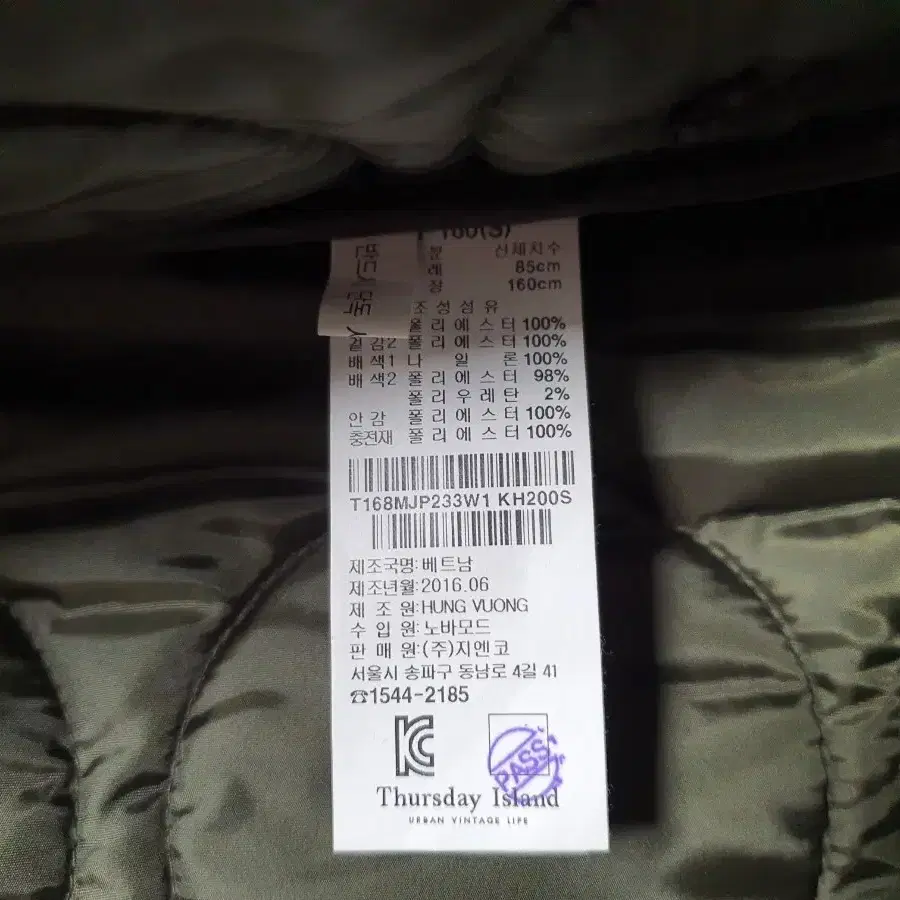 160(S)
신체치수
85cm
160cm
조성섬유
폴리에스터 100%
겉감2 폴리에스터 100%
배색1 나 일 론 100%
배색2 폴리에스터 98%
폴리우레탄 2%
안 감 폴리에스터 100%
충전재 폴리에스터 100%
T168MJP233W1 KH200S
제조국명:베트남
제조년월:2016.06
제 조 원:HUNG VUONG
수 입 원:노바모드
판 매 원:(주)지엔코
서울시 송파구 동남로 4길 41
☎1544-2185
KC
PASS
Thursday Island
URBAN VINTAGE LIFE